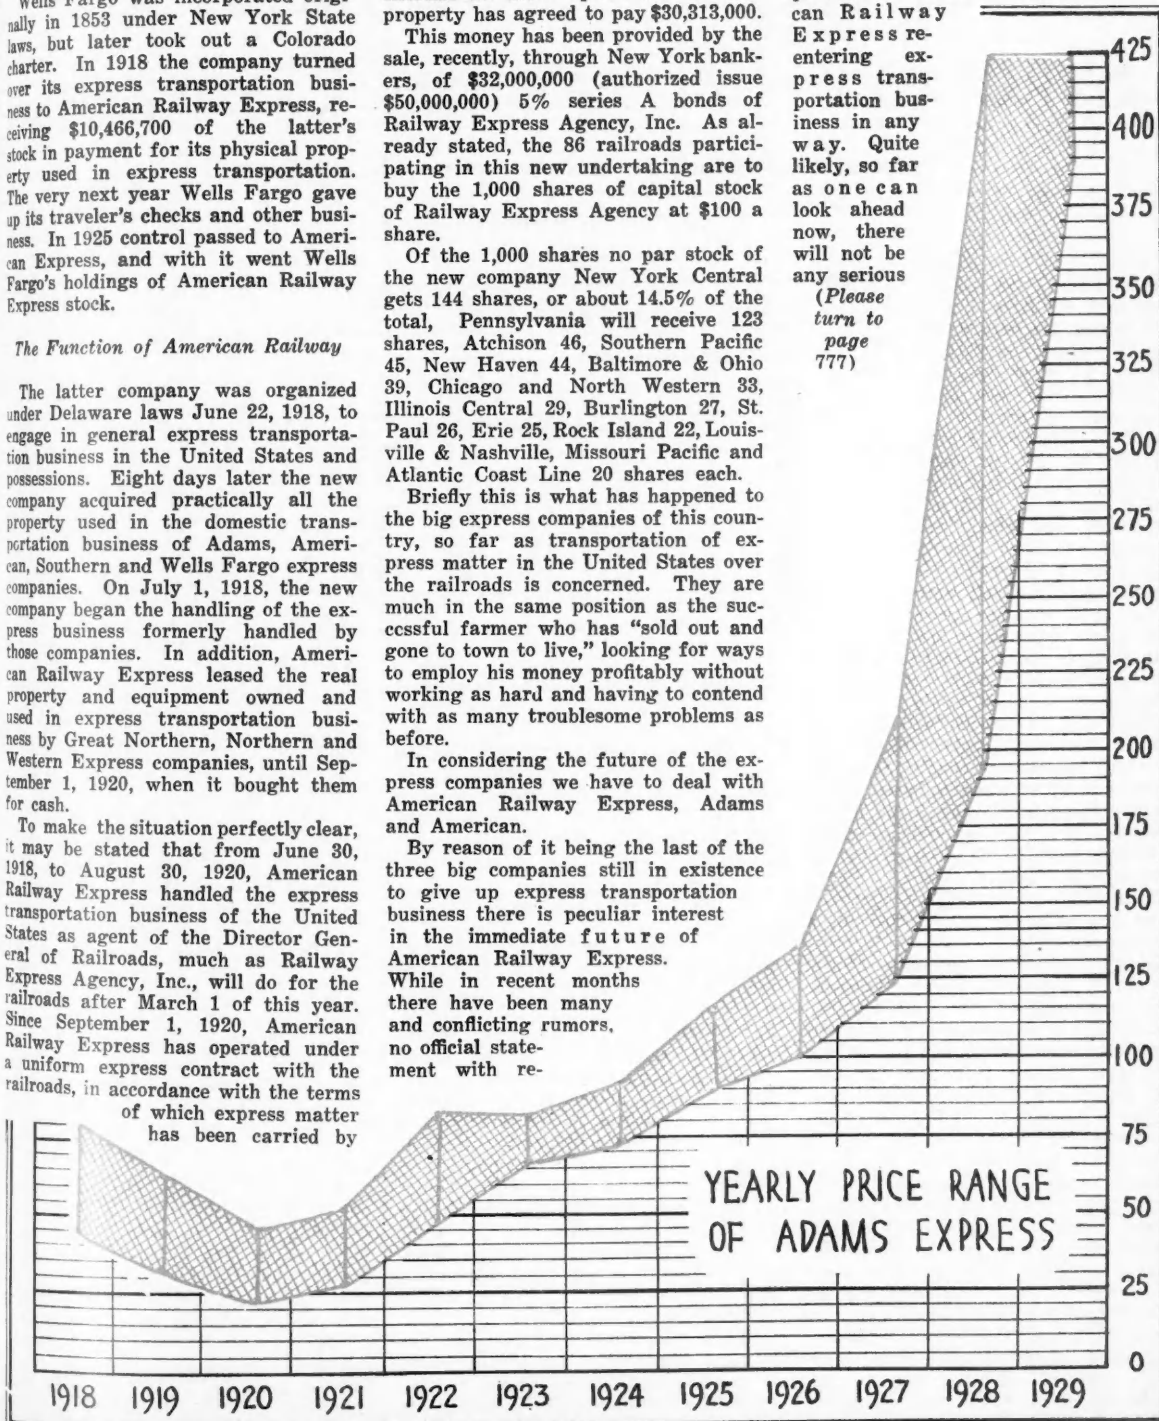 Wells Fargo was incorporated origi-
nally in 1853 under New York State
laws, but later took out a Colorado
charter. In 1918 the company turned
over its express transportation busi-
ness to American Railway Express, re-
ceiving $10,466,700 of the latter's
stock in payment for its physical prop-
erty used in express transportation.
The very next year Wells Fargo gave
up its traveler's checks and other busi-
ness. In 1925 control passed to Ameri-
can Express, and with it went Wells
Fargo's holdings of American Railway
Express stock.
The Function of American Railway
The latter company was organized
under Delaware laws June 22, 1918, to
engage in general express transporta-
tion business in the United States and
possessions. Eight days later the new
company acquired practically all the
property used in the domestic trans-
portation business of Adams, Ameri-
can, Southern and Wells Fargo express
companies. On July 1, 1918, the new
company began the handling of the ex-
press business formerly handled by
those companies. In addition, Ameri-
can Railway Express leased the real
property and equipment owned and
used in express transportation busi-
ness by Great Northern, Northern and
Western Express companies, until Sep-
tember 1, 1920, when it bought them
for cash.
To make the situation perfectly clear,
it may be stated that from June 30,
1918, to August 30, 1920, American
Railway Express handled the express
transportation business of the United
States as agent of the Director Gen-
eral of Railroads, much as Railway
Express Agency, Inc., will do for the
railroads after March 1 of this year.
Since September 1, 1920, American
Railway Express has operated under
a uniform express contract with the
railroads, in accordance with the terms
of which express matter
has been carried by
property has agreed to pay $30,313,000.
This money has been provided by the
sale, recently, through New York bank-
ers, of $32,000,000 (authorized issue
$50,000,000) 5% series A bonds of
Railway Express Agency, Inc. As al-
ready stated, the 86 railroads partici-
pating in this new undertaking are to
buy the 1,000 shares of capital stock
of Railway Express Agency at $100 a
share.
Of the 1,000 shares no par stock of
the new company New York Central
gets 144 shares, or about 14.5% of the
total, Pennsylvania will receive 123
shares, Atchison 46, Southern Pacific
45, New Haven 44, Baltimore & Ohio
39, Chicago and North Western 33,
Illinois Central 29, Burlington 27, St.
Paul 26, Erie 25, Rock Island 22, Louis-
ville & Nashville, Missouri Pacific and
Atlantic Coast Line 20 shares each.
Briefly this is what has happened to
the big express companies of this coun-
try, so far as transportation of ex-
press matter in the United States over
the railroads is concerned. They are
much in the same position as the suc-
cessful farmer who has "sold out and
gone to town to live," looking for ways
to employ his money profitably without
working as hard and having to contend
with as many troublesome problems as
before.
In considering the future of the ex-
press companies we have to deal with
American Railway Express, Adams
and American.
By reason of it being the last of the
three big companies still in existence
to give up express transportation
business there is peculiar interest
in the immediate future of
American Railway Express.
While in recent months
there have been many
and conflicting rumors,
no official state-
ment with re-
can Railway
Express re-
entering ex-
press trans-
portation bus-
iness in any
way. Quite
likely, so far
as one can
look ahead
now, there
will not be
any serious
(Please
turn to
page
777)
425
400
375
350
325
300
275
250
225
200
175
150
125
100
75
50
25
0
YEARLY PRICE RANGE
OF ADAMS EXPRESS
1918 1919 1920 1921 1922 1923 1924 1925 1926 1927 1928 1929